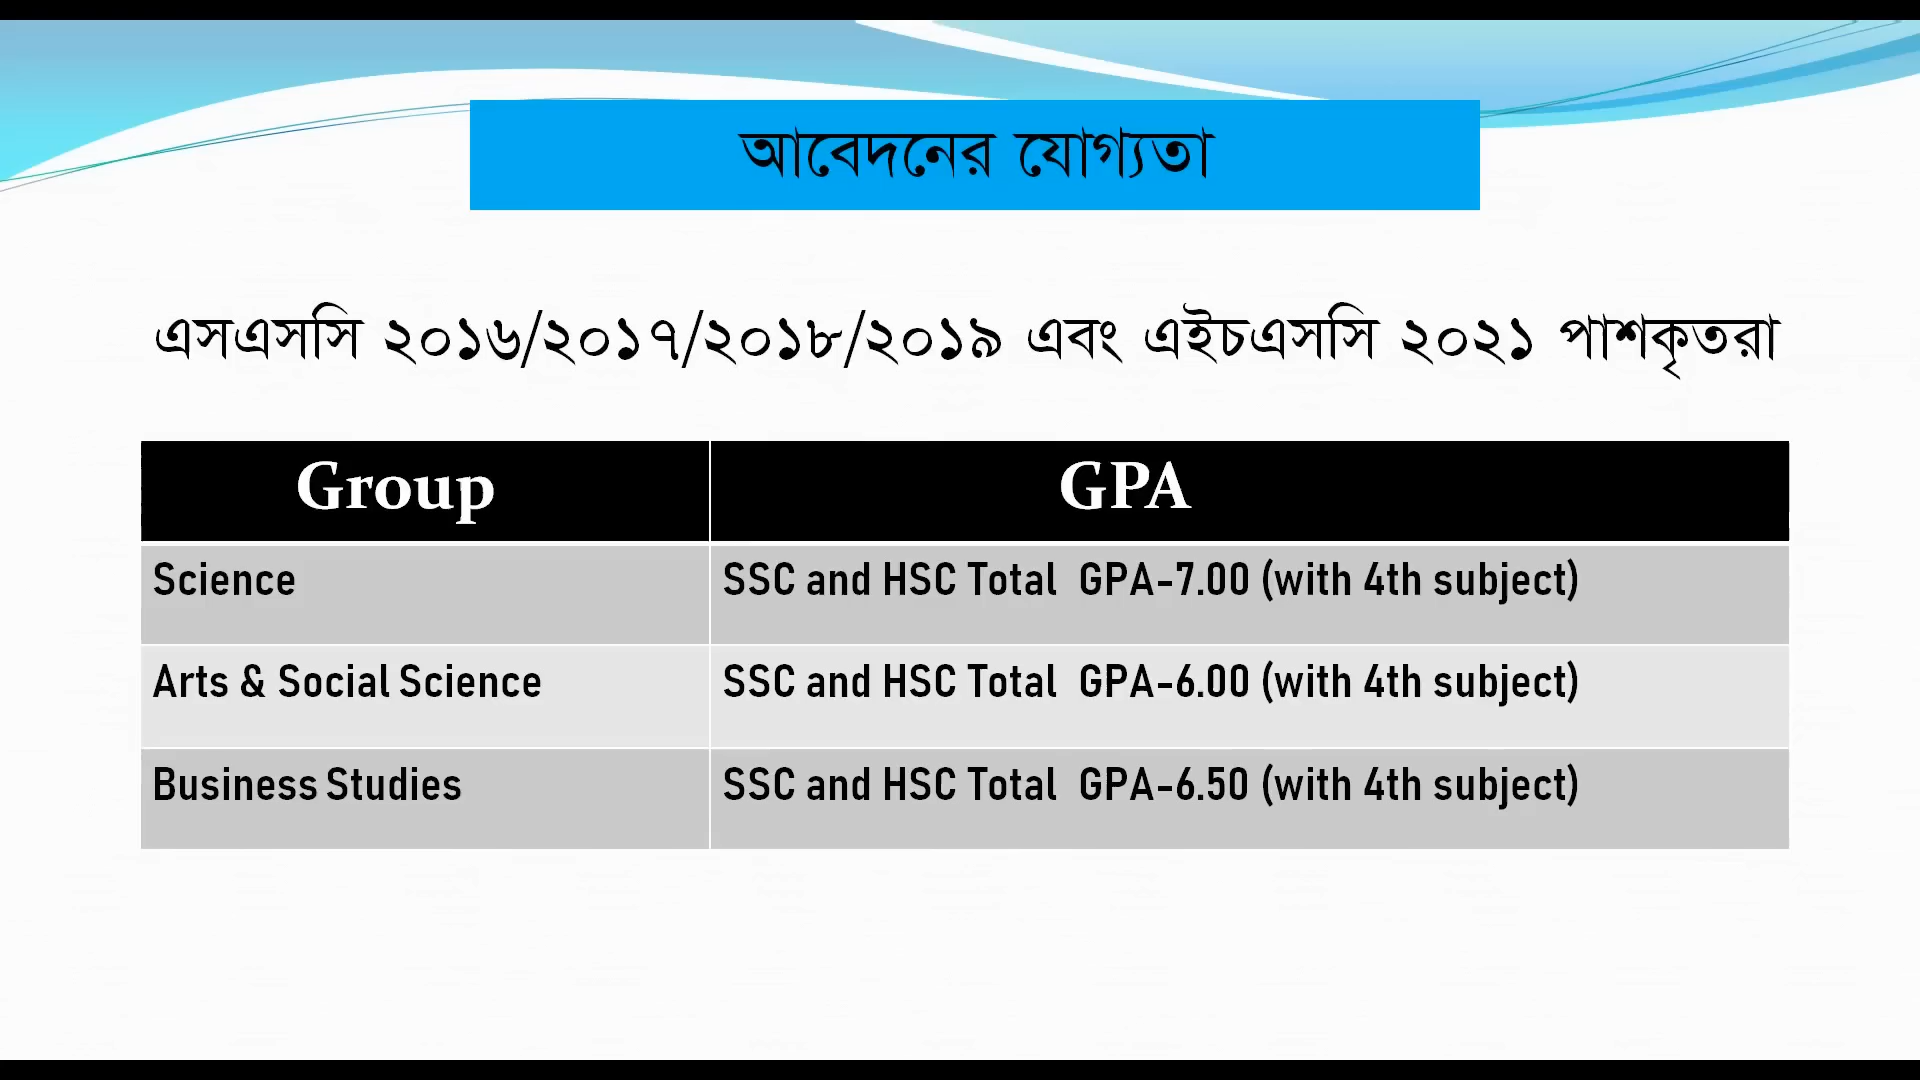 আবেদনের যোগ্যতা
এসএসসি ২০১৬/২০১৭/২০১৮/২০১৯ এবং এইচএসসি ২০২১ পাশকৃতরা
Group GPA
Science SSC and HSC Total GPA-7.00 (with 4th subject)
Arts & Social Science SSC and HSC Total GPA-6.00 (with 4th subject)
Business Studies SSC and HSC Total GPA-6.50 (with 4th subject)